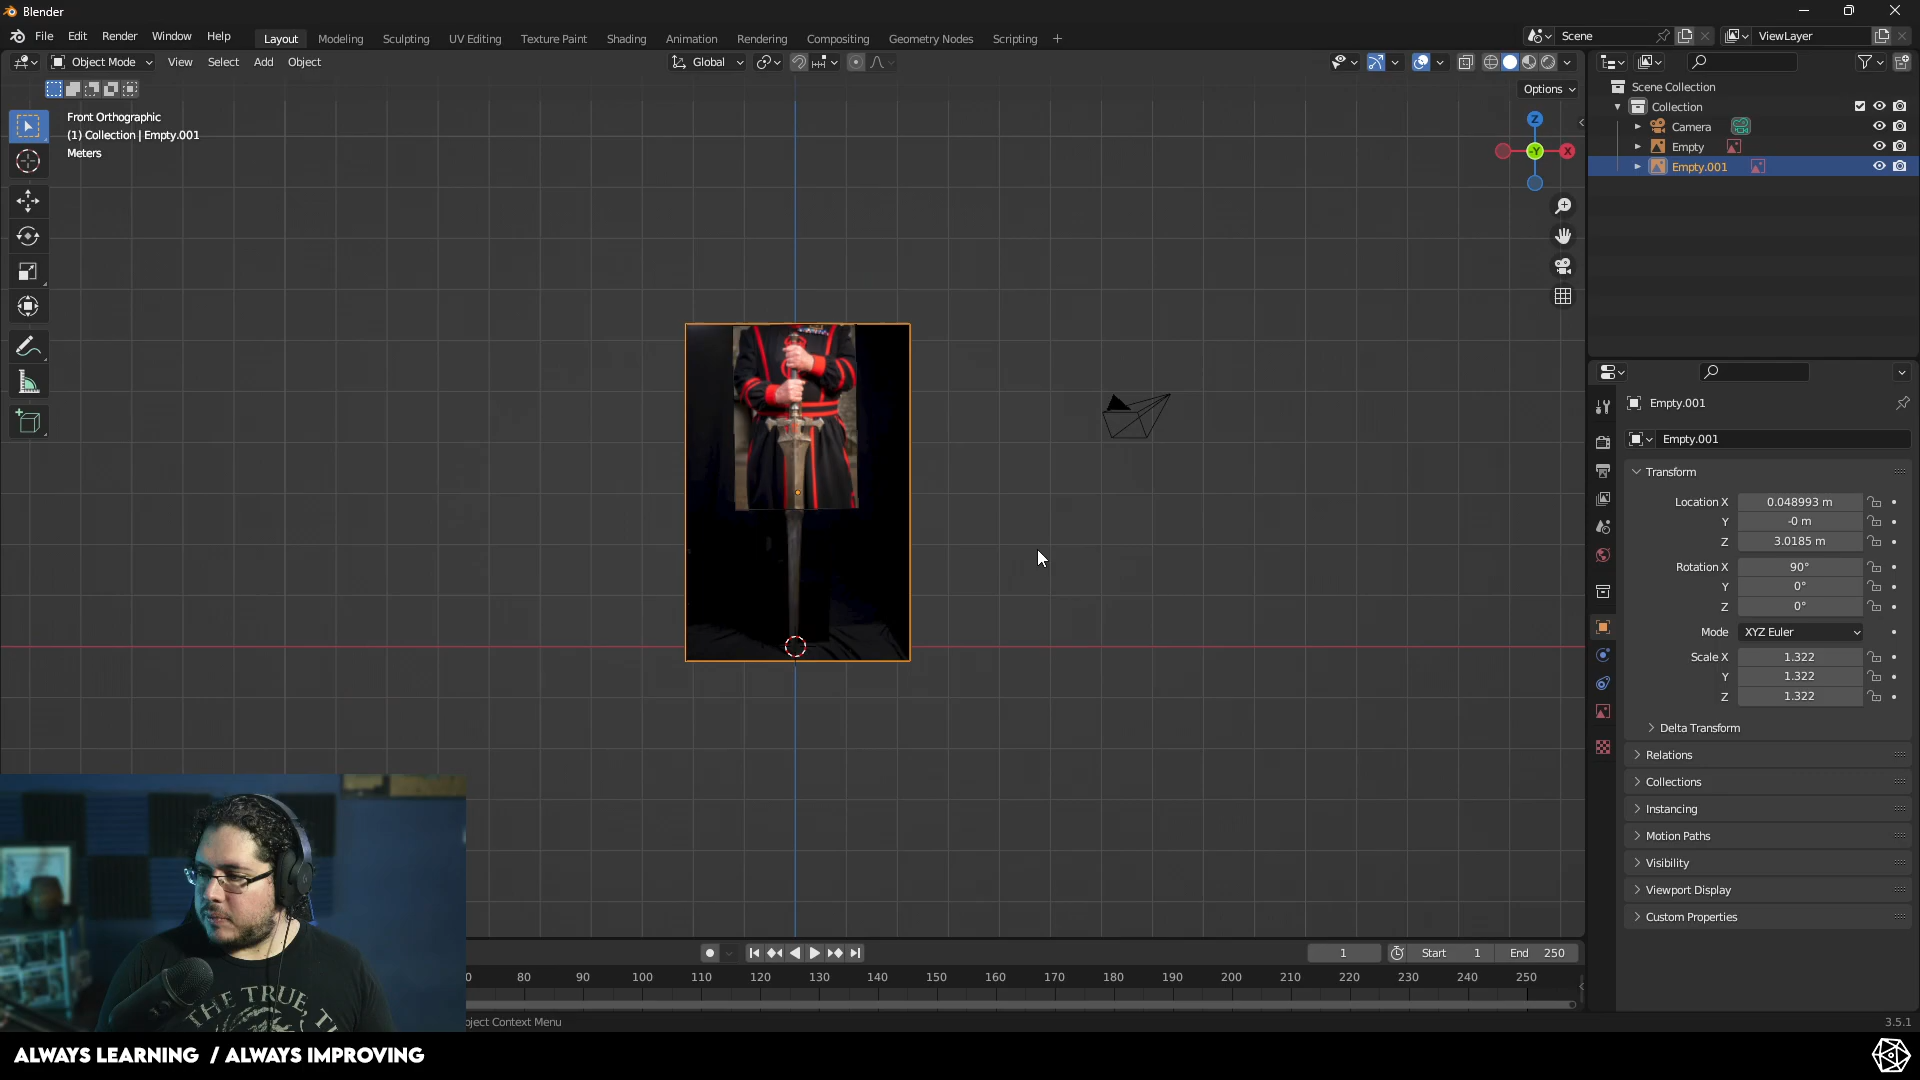 Blender
File Edit Render Window Help
Layout Modeling Sculpting UV Editing Texture Paint Shading Animation Rendering Compositing Geometry Nodes Scripting +
Scene
ViewLayer
Object Mode View Select Add Object
Global
Options
Front Orthographic
(1) Collection | Empty.001
Meters
Z
-Y
X
Scene Collection
Collection
Camera
Empty
Empty.001
Empty.001
Empty.001
Transform
Location X 0.048993 m
Y -0 m
Z 3.0185 m
Rotation X 90°
Y 0°
Z 0°
Mode XYZ Euler
Scale X 1.322
Y 1.322
Z 1.322
Delta Transform
Relations
Collections
Instancing
Motion Paths
Visibility
Viewport Display
Custom Properties
1 Start 1 End 250
0 80 90 100 110 120 130 140 150 160 170 180 190 200 210 220 230 240 250
oject Context Menu
3.5.1
THE TRUE, T
ALWAYS LEARNING / ALWAYS IMPROVING